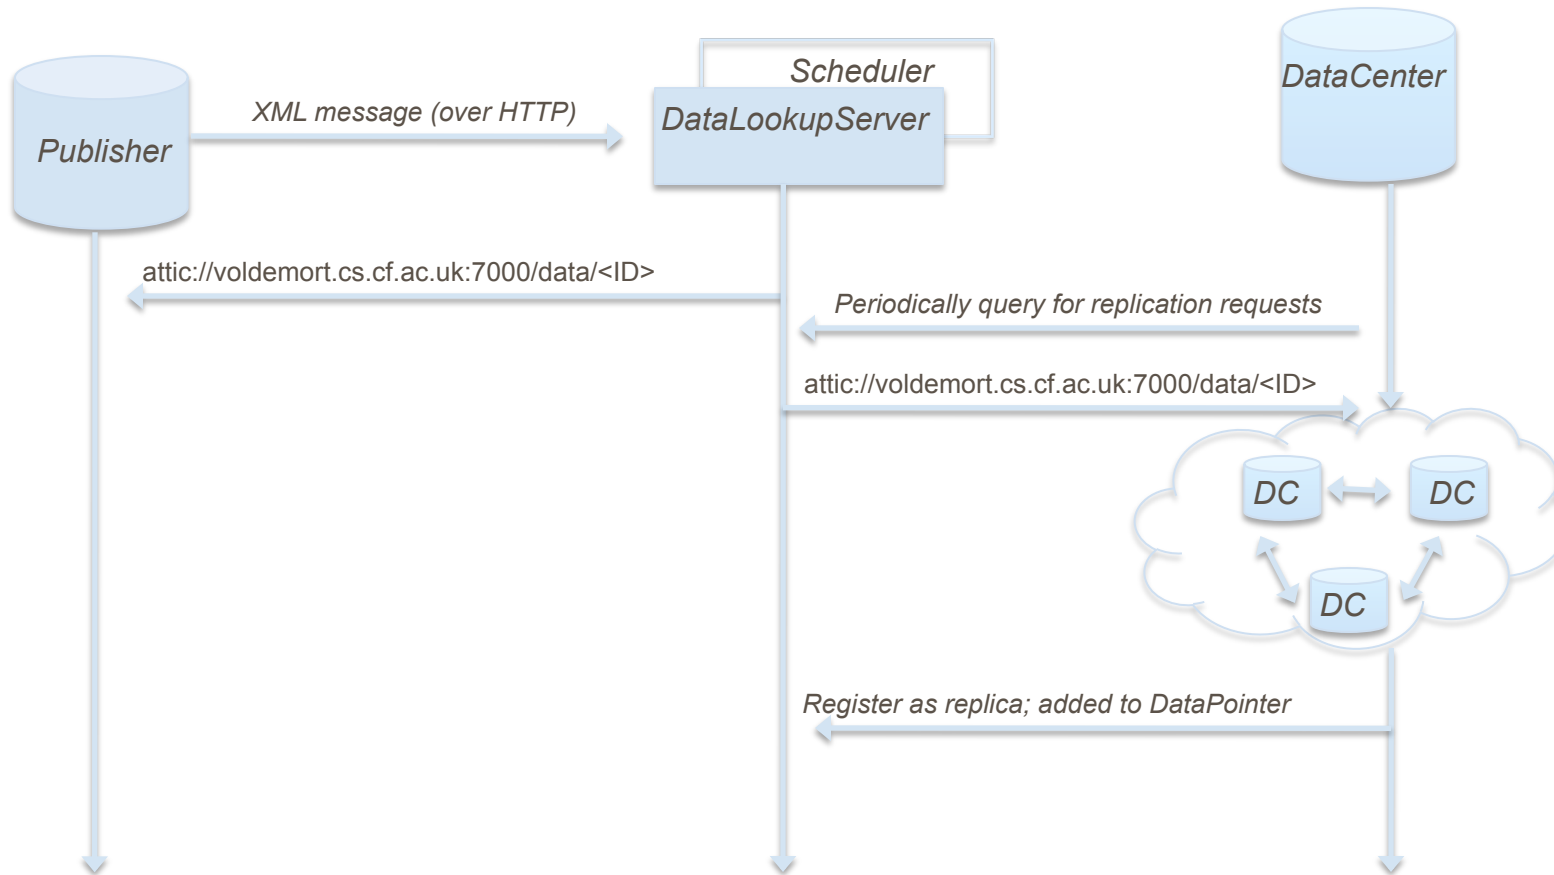 Scheduler
DataCenter
XML message (over HTTP)
DataLookupServer
Publisher
attic://voldemort.cs.cf.ac.uk:7000/data/<ID>
Periodically query for replication requests
attic://voldemort.cs.cf.ac.uk:7000/data/<ID>
DC
DC
DC
Register as replica; added to DataPointer